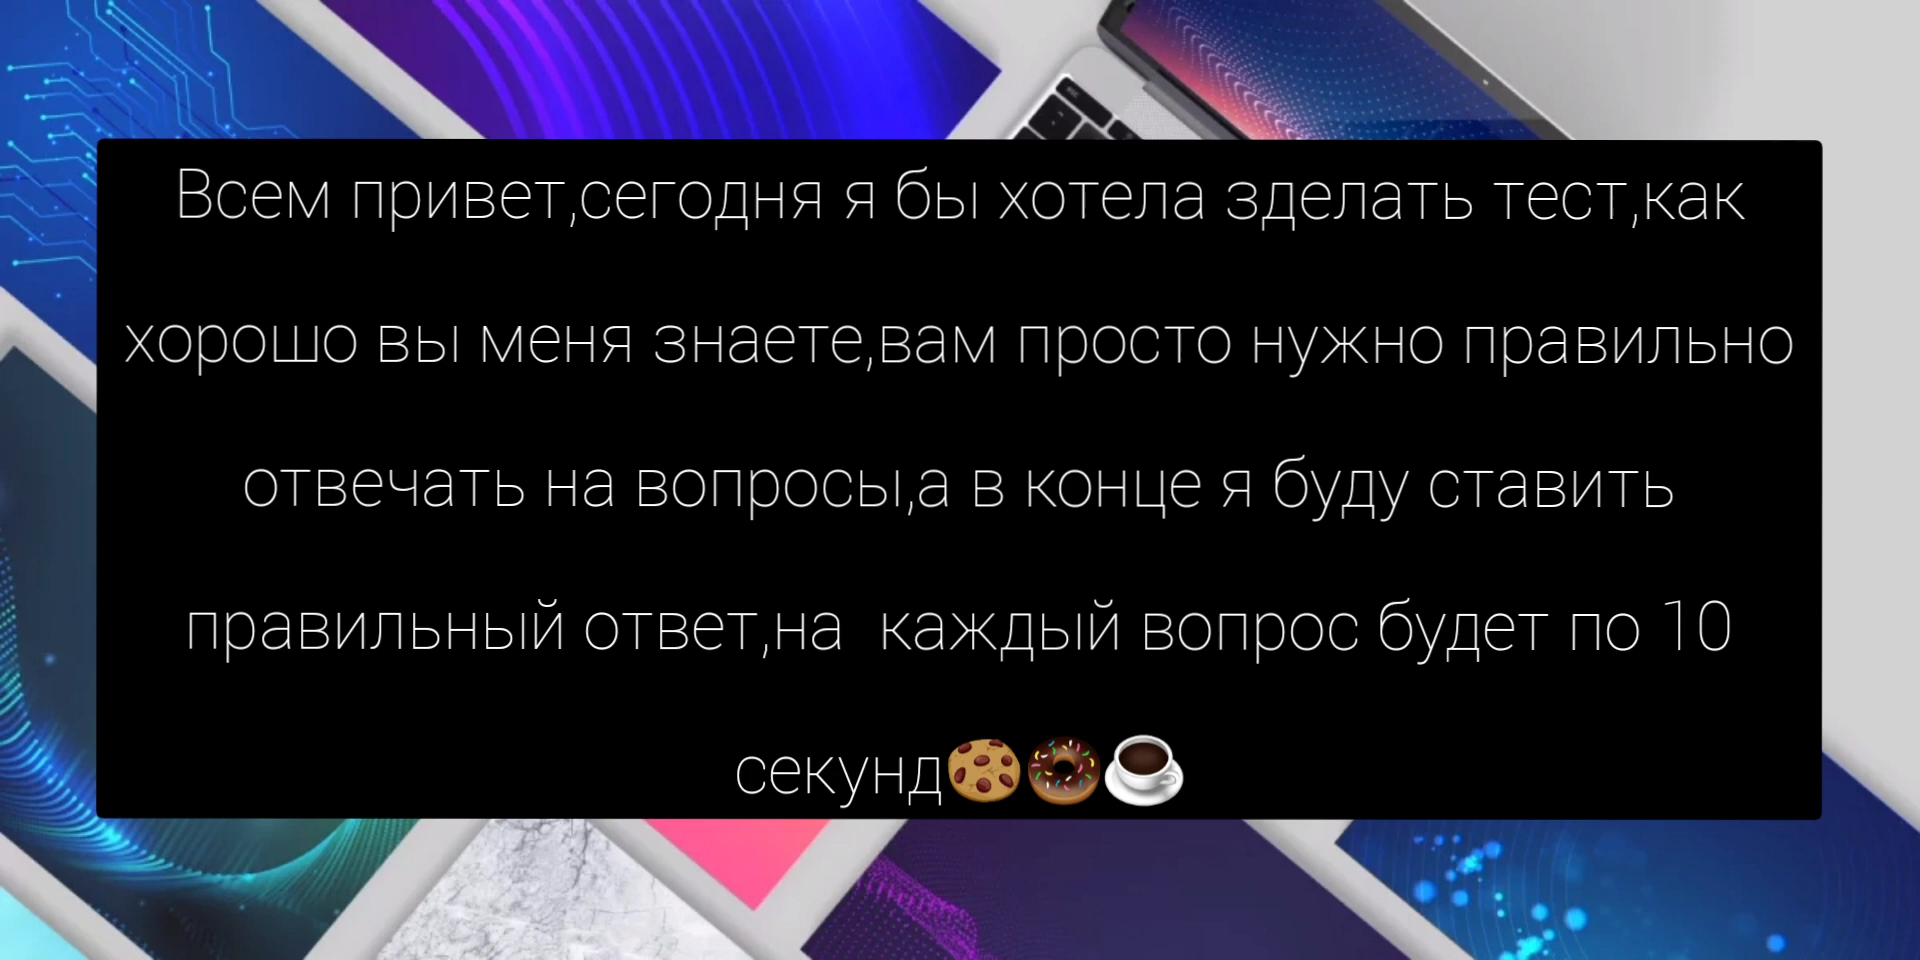 Всем привет,сегодня я бы хотела зделать тест,как
хорошо вы меня знаете,вам просто нужно правильно
отвечать на вопросы,а в конце я буду ставить
правильный ответ,на  каждый вопрос будет по 10
секунд🍪🍩☕